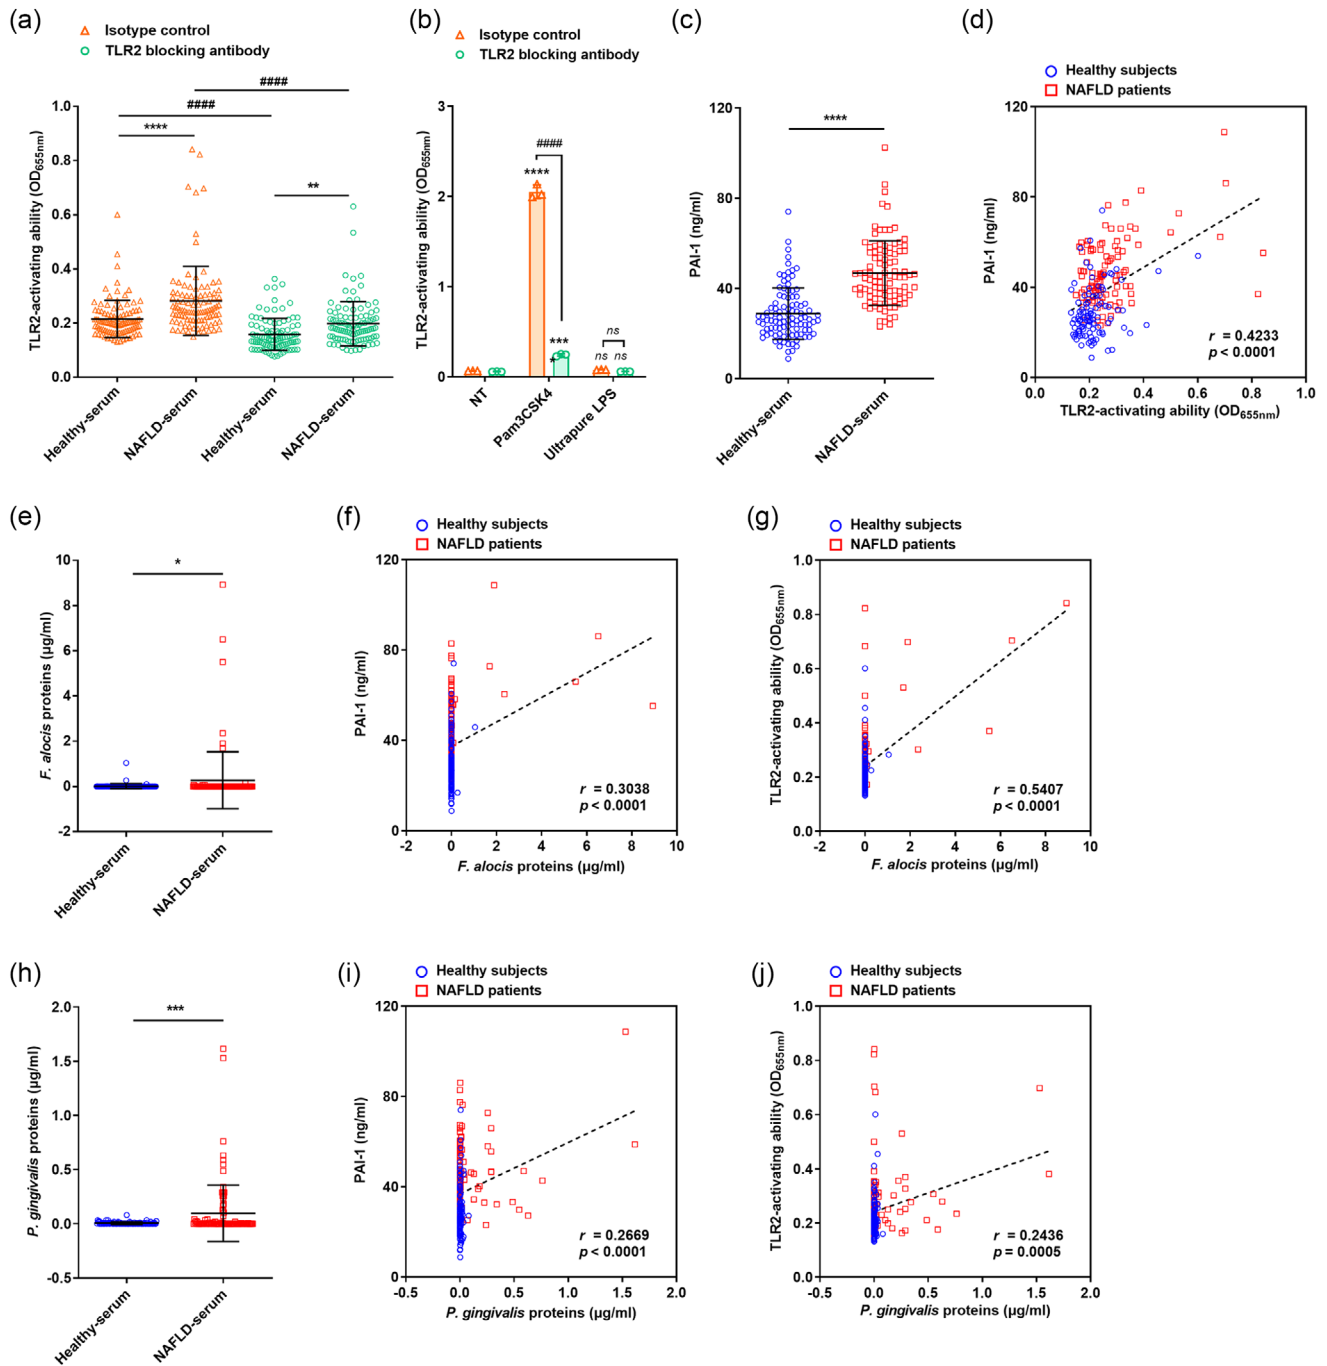 (a)
Isotype control
TLR2 blocking antibody
####
####
****
**
TLR2-activating ability (OD655nm)
1.0
0.8
0.6
0.4
0.2
0.0
Healthy-serum
NAFLD-serum
Healthy-serum
NAFLD-serum
(b)
Isotype control
TLR2 blocking antibody
TLR2-activating ability (OD655nm)
3
2
1
0
####
****
***
*
ns
ns ns
NT
Pam3CSK4
Ultrapure LPS
(c)
PAI-1 (ng/ml)
120
80
40
0
****
Healthy-serum
NAFLD-serum
(d)
Healthy subjects
NAFLD patients
PAI-1 (ng/ml)
120
80
40
0
r = 0.4233
p < 0.0001
0.0 0.2 0.4 0.6 0.8 1.0
TLR2-activating ability (OD655nm)
(e)
F. alocis proteins (µg/ml)
10
8
6
4
2
0
-2
*
Healthy-serum
NAFLD-serum
(f)
Healthy subjects
NAFLD patients
PAI-1 (ng/ml)
120
80
40
0
r = 0.3038
p < 0.0001
-2 0 2 4 6 8 10
F. alocis proteins (µg/ml)
(g)
Healthy subjects
NAFLD patients
TLR2-activating ability (OD655nm)
1.0
0.8
0.6
0.4
0.2
0.0
r = 0.5407
p < 0.0001
-2 0 2 4 6 8 10
F. alocis proteins (µg/ml)
(h)
P. gingivalis proteins (µg/ml)
2.0
1.5
1.0
0.5
0.0
-0.5
***
Healthy-serum
NAFLD-serum
(i)
Healthy subjects
NAFLD patients
PAI-1 (ng/ml)
120
80
40
0
r = 0.2669
p < 0.0001
-0.5 0.0 0.5 1.0 1.5 2.0
P. gingivalis proteins (µg/ml)
(j)
Healthy subjects
NAFLD patients
TLR2-activating ability (OD655nm)
1.0
0.8
0.6
0.4
0.2
0.0
r = 0.2436
p = 0.0005
-0.5 0.0 0.5 1.0 1.5 2.0
P. gingivalis proteins (µg/ml)